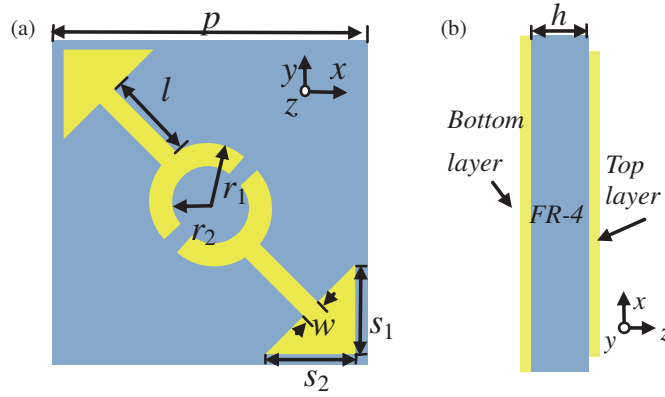 (a)
p
l
y
x
z
r1
r2
w
s1
s2
(b)
h
Bottom
layer
FR-4
Top
layer
x
y
z